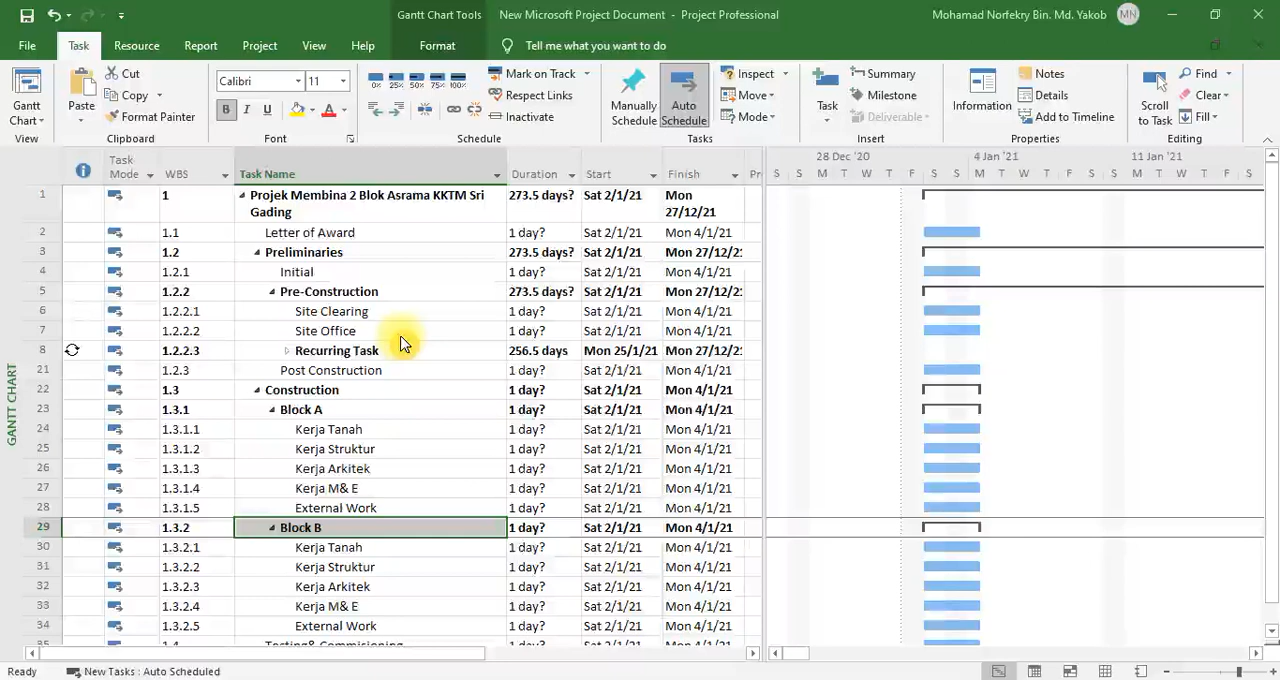 Gantt Chart Tools New Microsoft Project Document - Project Professional Mohamad Norfekry Bin. Md. Yakob MN
File Task Resource Report Project View Help Format Tell me what you want to do
Gantt Chart
View
Paste
Cut
Copy
Format Painter
Clipboard
Calibri 11
B I U A
Font
0% 25% 50% 75% 100%
Mark on Track
Respect Links
Inactivate
Schedule
Manually Schedule
Auto Schedule
Inspect
Move
Mode
Tasks
Task
Summary
Milestone
Deliverable
Insert
Information
Notes
Details
Add to Timeline
Properties
Scroll to Task
Find
Clear
Fill
Editing
Task Mode WBS Task Name Duration Start Finish Pr
28 Dec '20 4 Jan '21 11 Jan '21
S S M T W T F S S M T W T F S S M T W T F S
GANTT CHART
1 1 Projek Membina 2 Blok Asrama KKTM Sri Gading 273.5 days? Sat 2/1/21 Mon 27/12/21
2 1.1 Letter of Award 1 day? Sat 2/1/21 Mon 4/1/21
3 1.2 Preliminaries 273.5 days? Sat 2/1/21 Mon 27/12/2
4 1.2.1 Initial 1 day? Sat 2/1/21 Mon 4/1/21
5 1.2.2 Pre-Construction 273.5 days? Sat 2/1/21 Mon 27/12/2
6 1.2.2.1 Site Clearing 1 day? Sat 2/1/21 Mon 4/1/21
7 1.2.2.2 Site Office 1 day? Sat 2/1/21 Mon 4/1/21
8 1.2.2.3 Recurring Task 256.5 days Mon 25/1/21 Mon 27/12/2
21 1.2.3 Post Construction 1 day? Sat 2/1/21 Mon 4/1/21
22 1.3 Construction 1 day? Sat 2/1/21 Mon 4/1/21
23 1.3.1 Block A 1 day? Sat 2/1/21 Mon 4/1/21
24 1.3.1.1 Kerja Tanah 1 day? Sat 2/1/21 Mon 4/1/21
25 1.3.1.2 Kerja Struktur 1 day? Sat 2/1/21 Mon 4/1/21
26 1.3.1.3 Kerja Arkitek 1 day? Sat 2/1/21 Mon 4/1/21
27 1.3.1.4 Kerja M& E 1 day? Sat 2/1/21 Mon 4/1/21
28 1.3.1.5 External Work 1 day? Sat 2/1/21 Mon 4/1/21
29 1.3.2 Block B 1 day? Sat 2/1/21 Mon 4/1/21
30 1.3.2.1 Kerja Tanah 1 day? Sat 2/1/21 Mon 4/1/21
31 1.3.2.2 Kerja Struktur 1 day? Sat 2/1/21 Mon 4/1/21
32 1.3.2.3 Kerja Arkitek 1 day? Sat 2/1/21 Mon 4/1/21
33 1.3.2.4 Kerja M& E 1 day? Sat 2/1/21 Mon 4/1/21
34 1.3.2.5 External Work 1 day? Sat 2/1/21 Mon 4/1/21
35 1.4 Testing& Commisioning
Ready New Tasks : Auto Scheduled